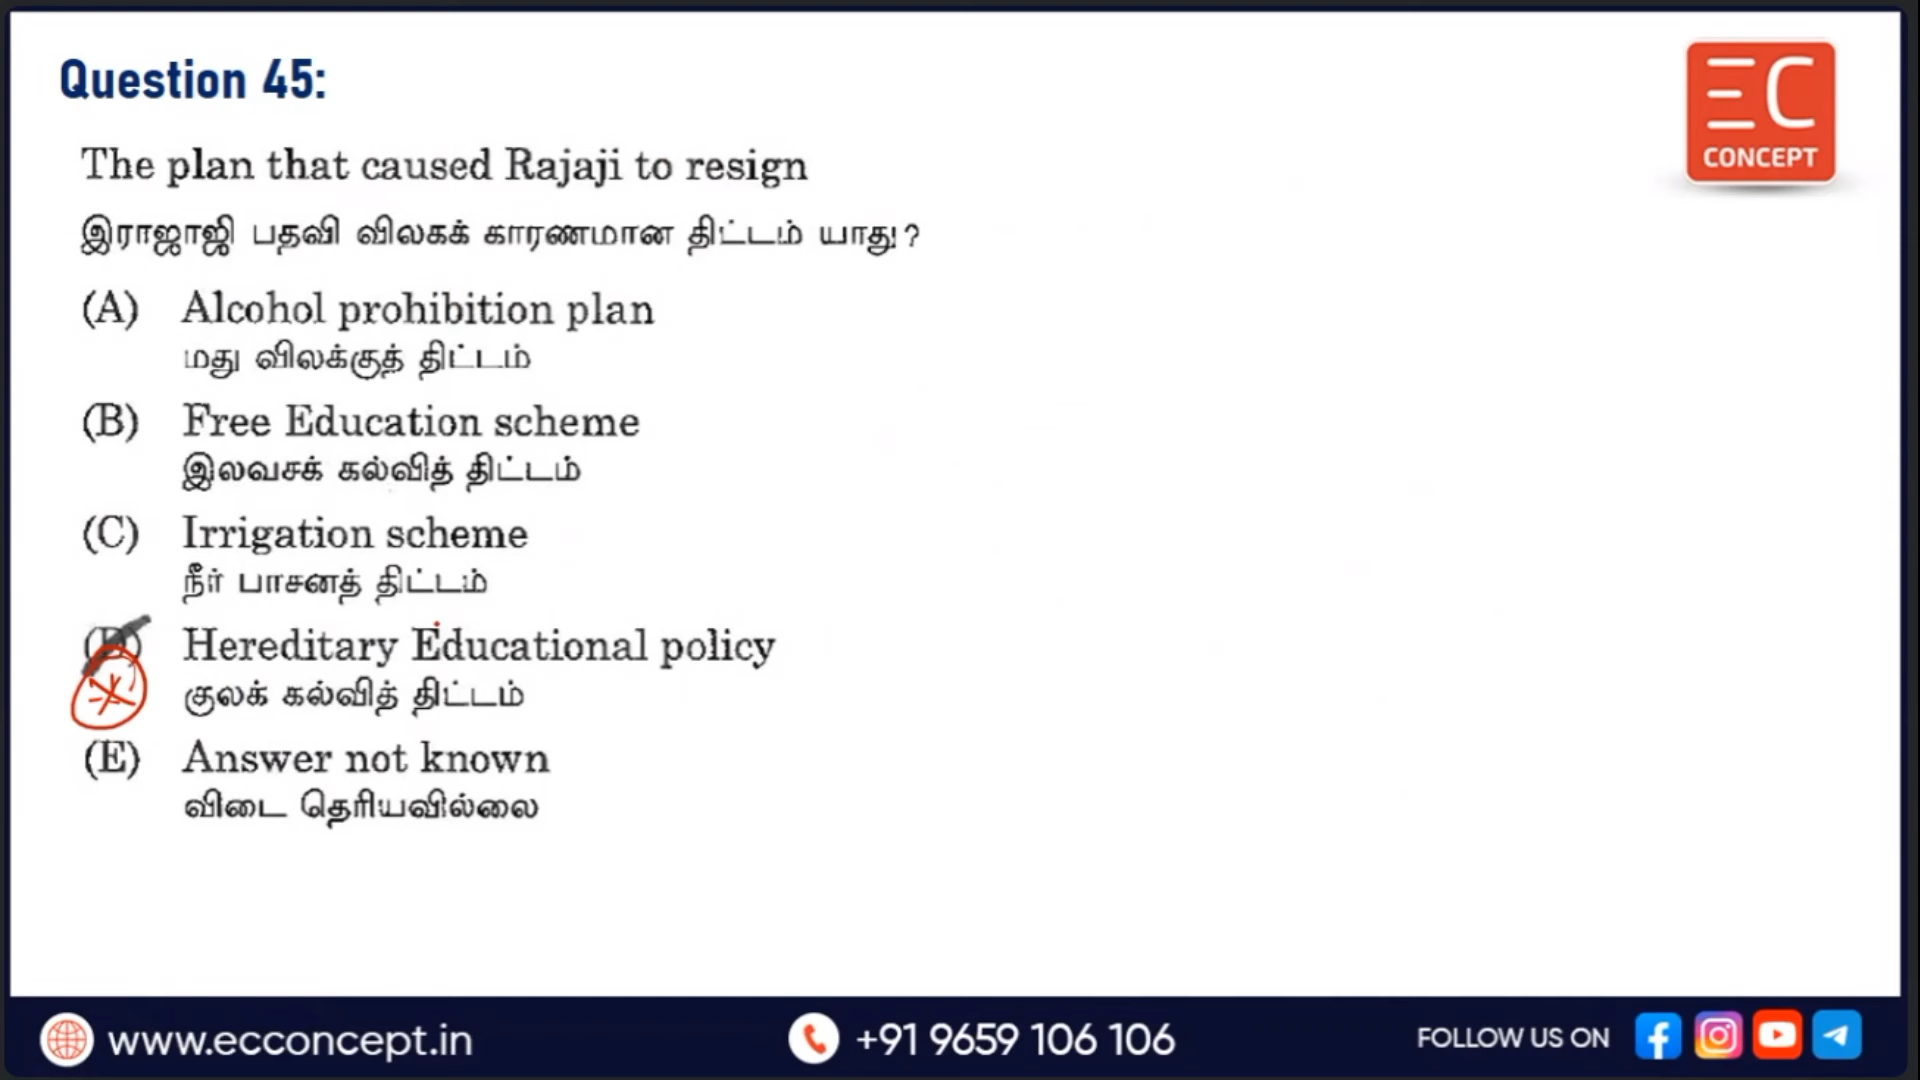 Question 45:
EC
CONCEPT
The plan that caused Rajaji to resign
இராஜாஜி பதவி விலகக் காரணமான திட்டம் யாது?
(A) Alcohol prohibition plan
மது விலக்குத் திட்டம்
(B) Free Education scheme
இலவசக் கல்வித் திட்டம்
(C) Irrigation scheme
நீர் பாசனத் திட்டம்
(D) Hereditary Educational policy
குலக் கல்வித் திட்டம்
(E) Answer not known
விடை தெரியவில்லை
www.ecconcept.in
+91 9659 106 106
FOLLOW US ON